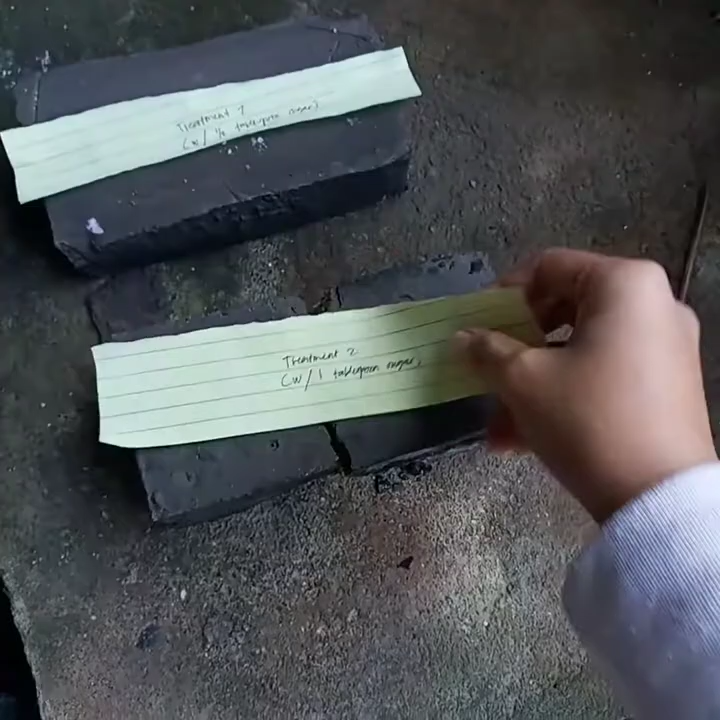 Treatment 1
(w/ 1/2 tablespoon sugar)
Treatment 2
(w/ 1 tablespoon sugar)